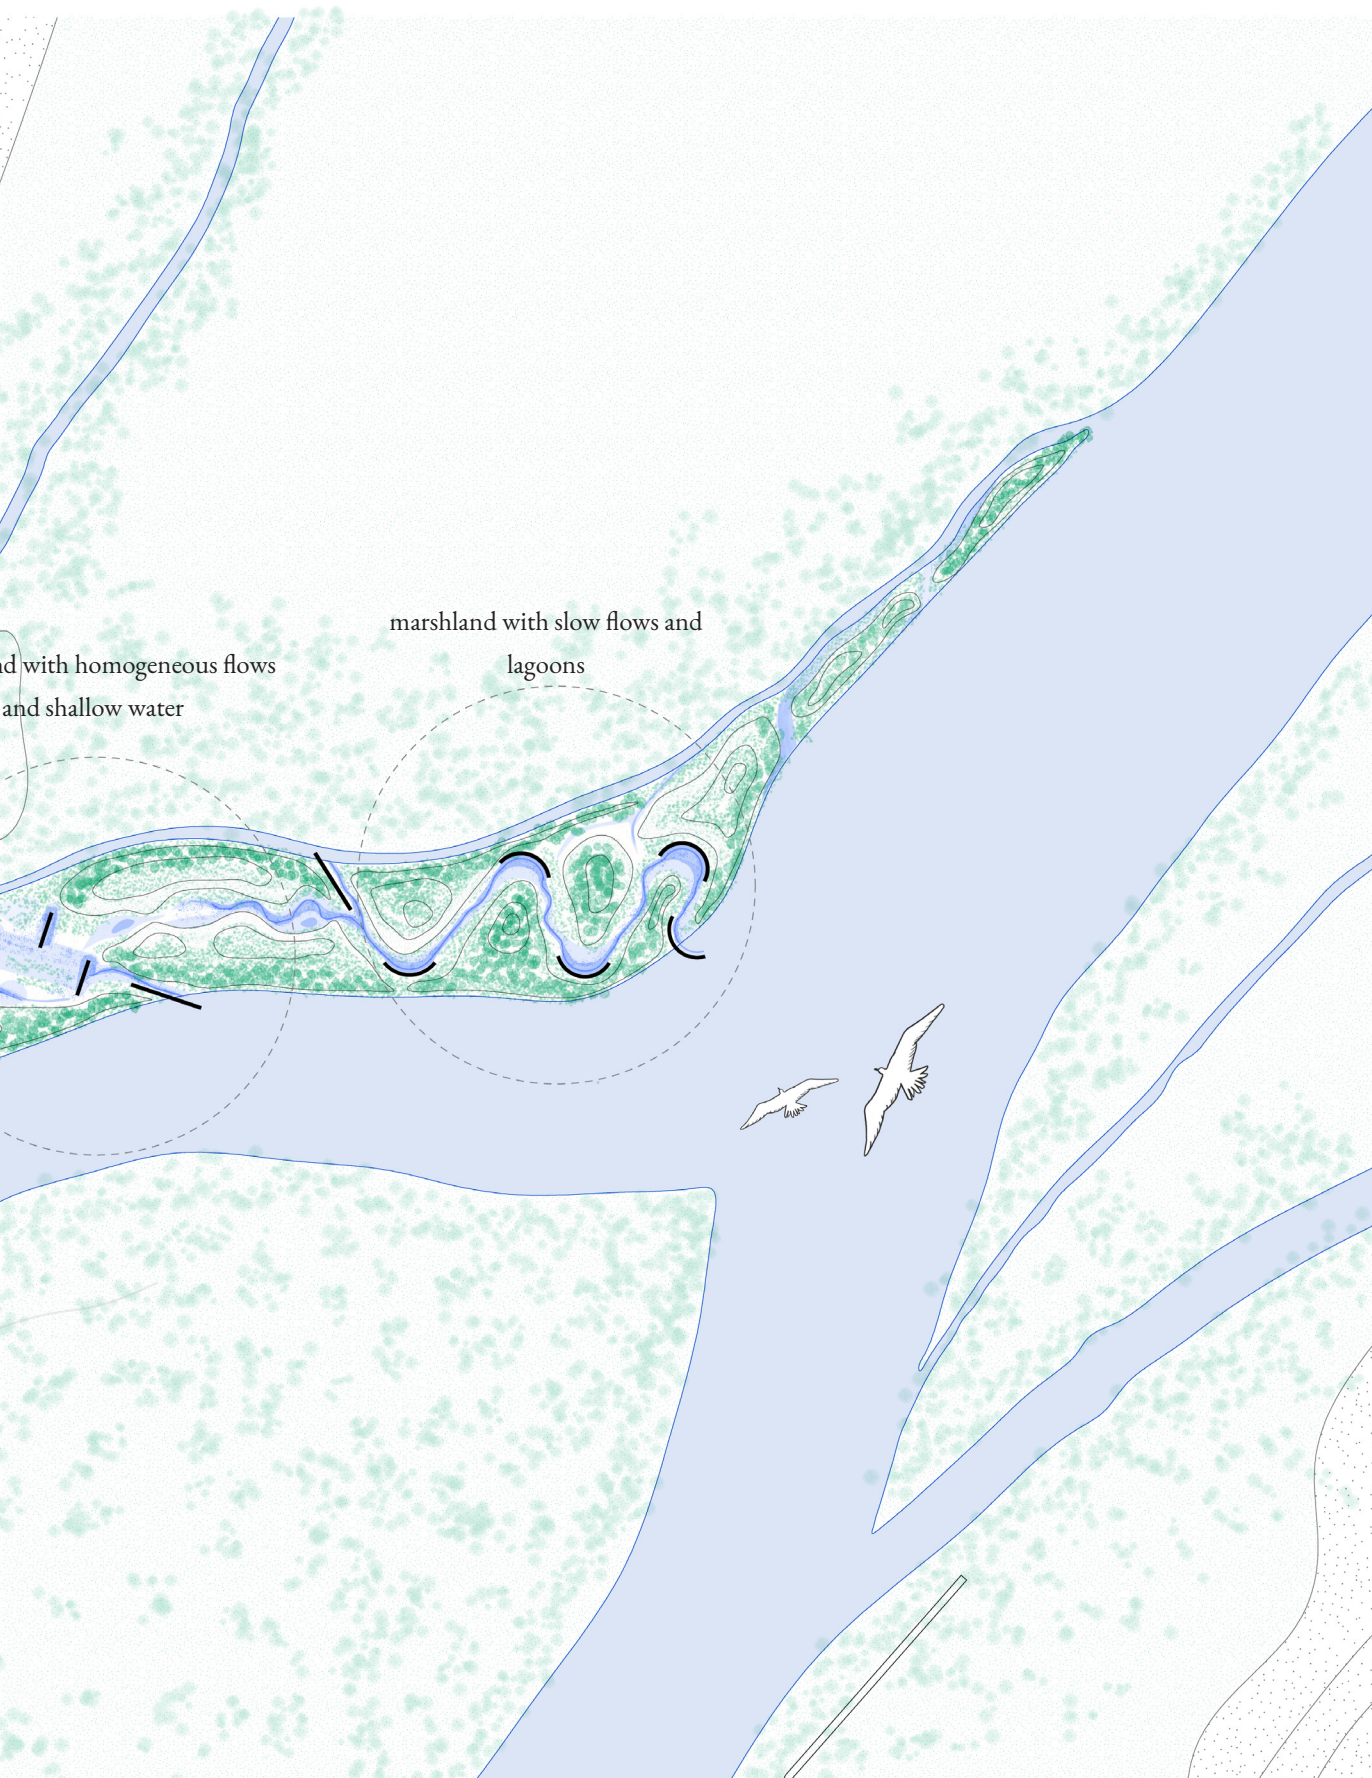 marshland with slow flows and
lagoons
with homogeneous flows
and shallow water